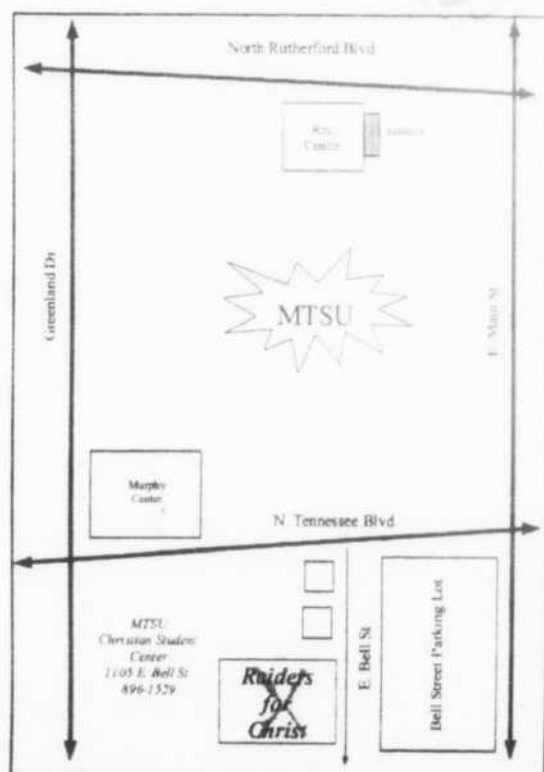 North Rutherford Blvd
Rec
Center
Greenland Dr
MTSU
E. Main St
Murphy
Center
N. Tennessee Blvd
MTSU
Christian Student
Center
1105 E. Bell St
896-1529
E. Bell St
Bell Street Parking Lot
Raiders
for
Christ